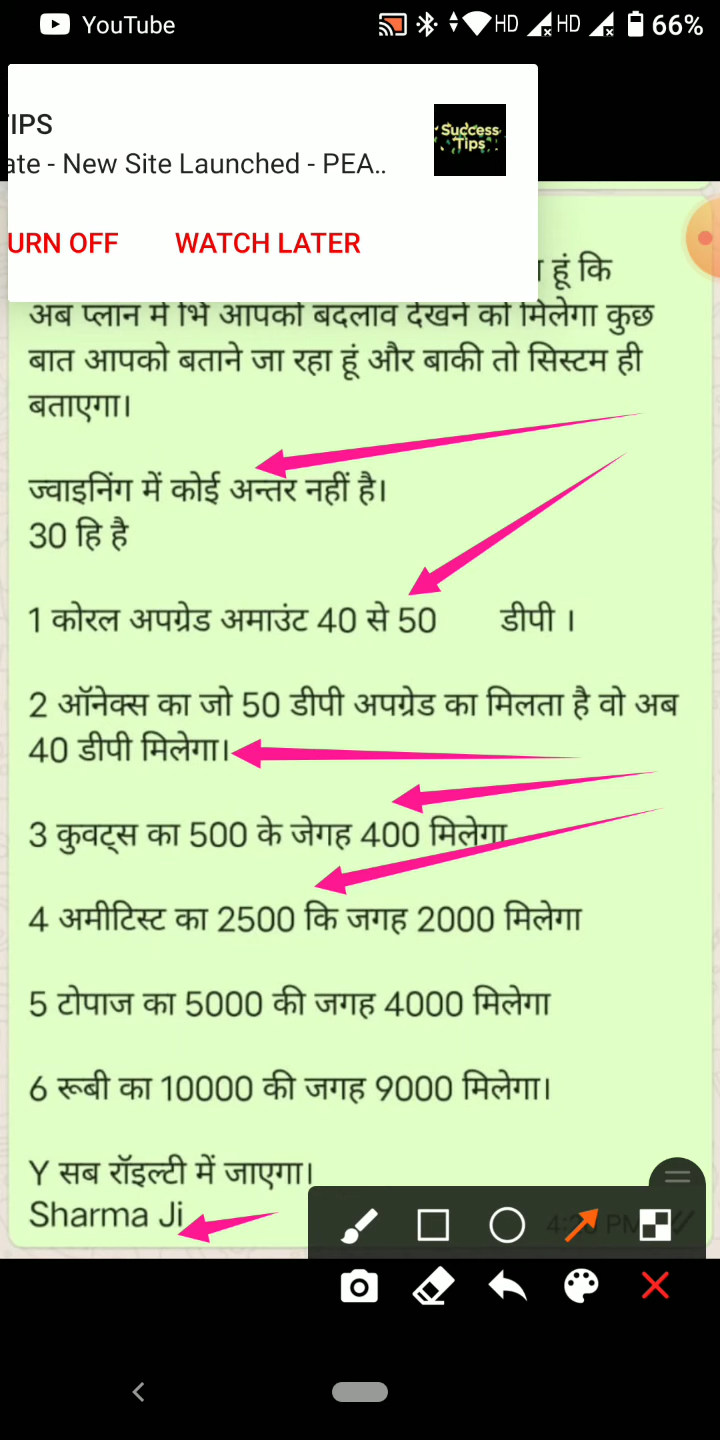 YouTube
HD
HD
66%
TIPS
ate - New Site Launched - PEA..
Success
Tips
URN OFF
WATCH LATER
हूं कि
अब प्लान में भि आपको बदलाव देखने को मिलेगा कुछ
बात आपको बताने जा रहा हूं और बाकी तो सिस्टम ही
बताएगा।
ज्वाइनिंग में कोई अन्तर नहीं है।
30 हि है
1 कोरल अपग्रेड अमाउंट 40 से 50 डीपी ।
2 ऑनेक्स का जो 50 डीपी अपग्रेड का मिलता है वो अब
40 डीपी मिलेगा।
3 कुवट्स का 500 के जेगह 400 मिलेगा
4 अमीटिस्ट का 2500 कि जगह 2000 मिलेगा
5 टोपाज का 5000 की जगह 4000 मिलेगा
6 रूबी का 10000 की जगह 9000 मिलेगा।
Y सब रॉइल्टी में जाएगा।
Sharma Ji